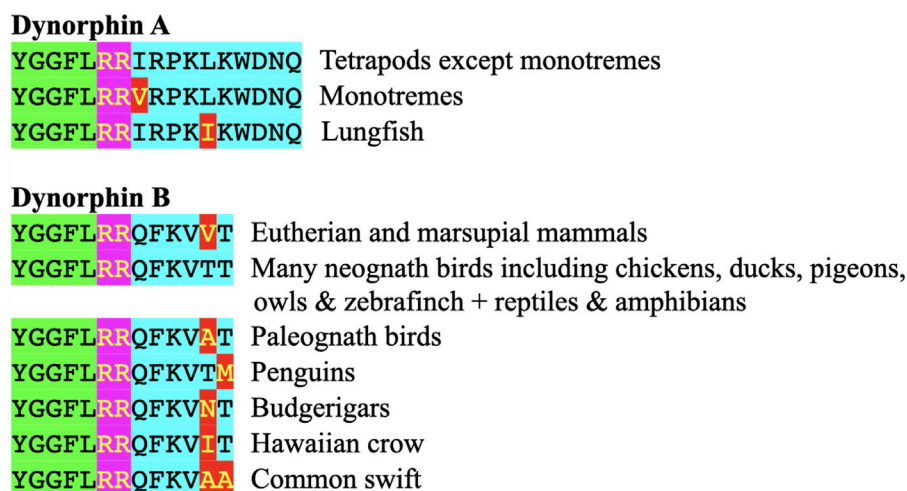 Dynorphin A
YGGFLRRIRPKLKWDNQ Tetrapods except monotremes
YGGFLRRVRPKLKWDNQ Monotremes
YGGFLRRIRPKIKWDNQ Lungfish
Dynorphin B
YGGFLRRQFKVVT Eutherian and marsupial mammals
YGGFLRRQFKVTT Many neognath birds including chickens, ducks, pigeons,
owls & zebrafinch + reptiles & amphibians
YGGFLRRQFKVAT Paleognath birds
YGGFLRRQFKVTM Penguins
YGGFLRRQFKVNT Budgerigars
YGGFLRRQFKVIT Hawaiian crow
YGGFLRRQFKVAA Common swift